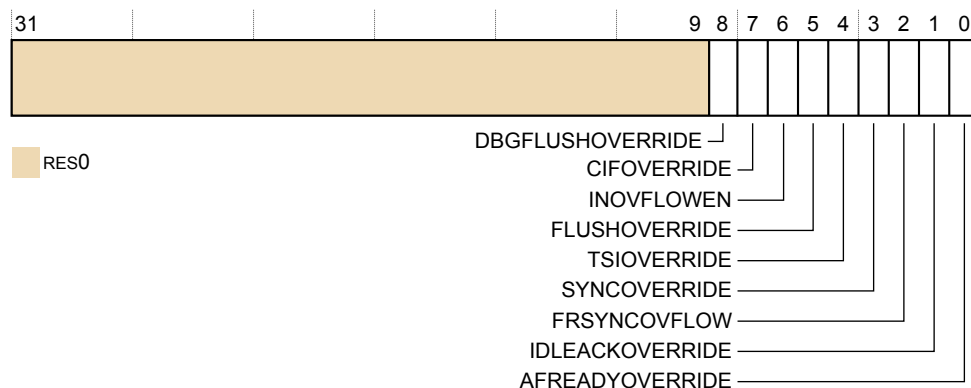 31 9 8 7 6 5 4 3 2 1 0
DBGFLUSHOVERRIDE
RES0
CIFOVERRIDE
INOVFLOWEN
FLUSHOVERRIDE
TSIOVERRIDE
SYNCOVERRIDE
FRSYNCOVFLOW
IDLEACKOVERRIDE
AFREADYOVERRIDE